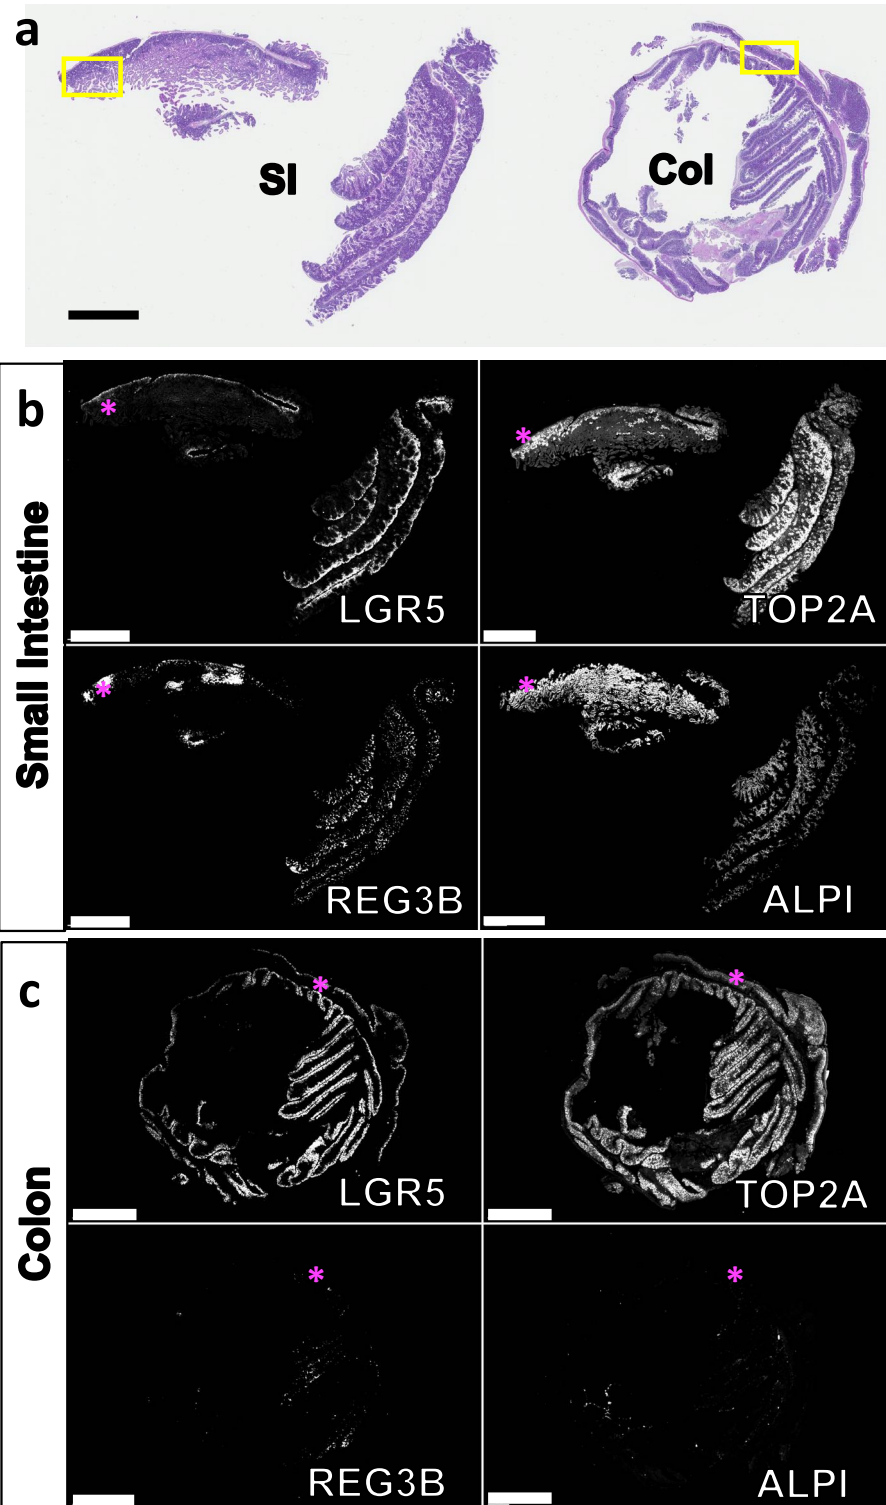 a
SI
Col
b
Small Intestine
LGR5
TOP2A
*
*
REG3B
ALPI
*
*
c
Colon
LGR5
TOP2A
*
*
REG3B
ALPI
*
*